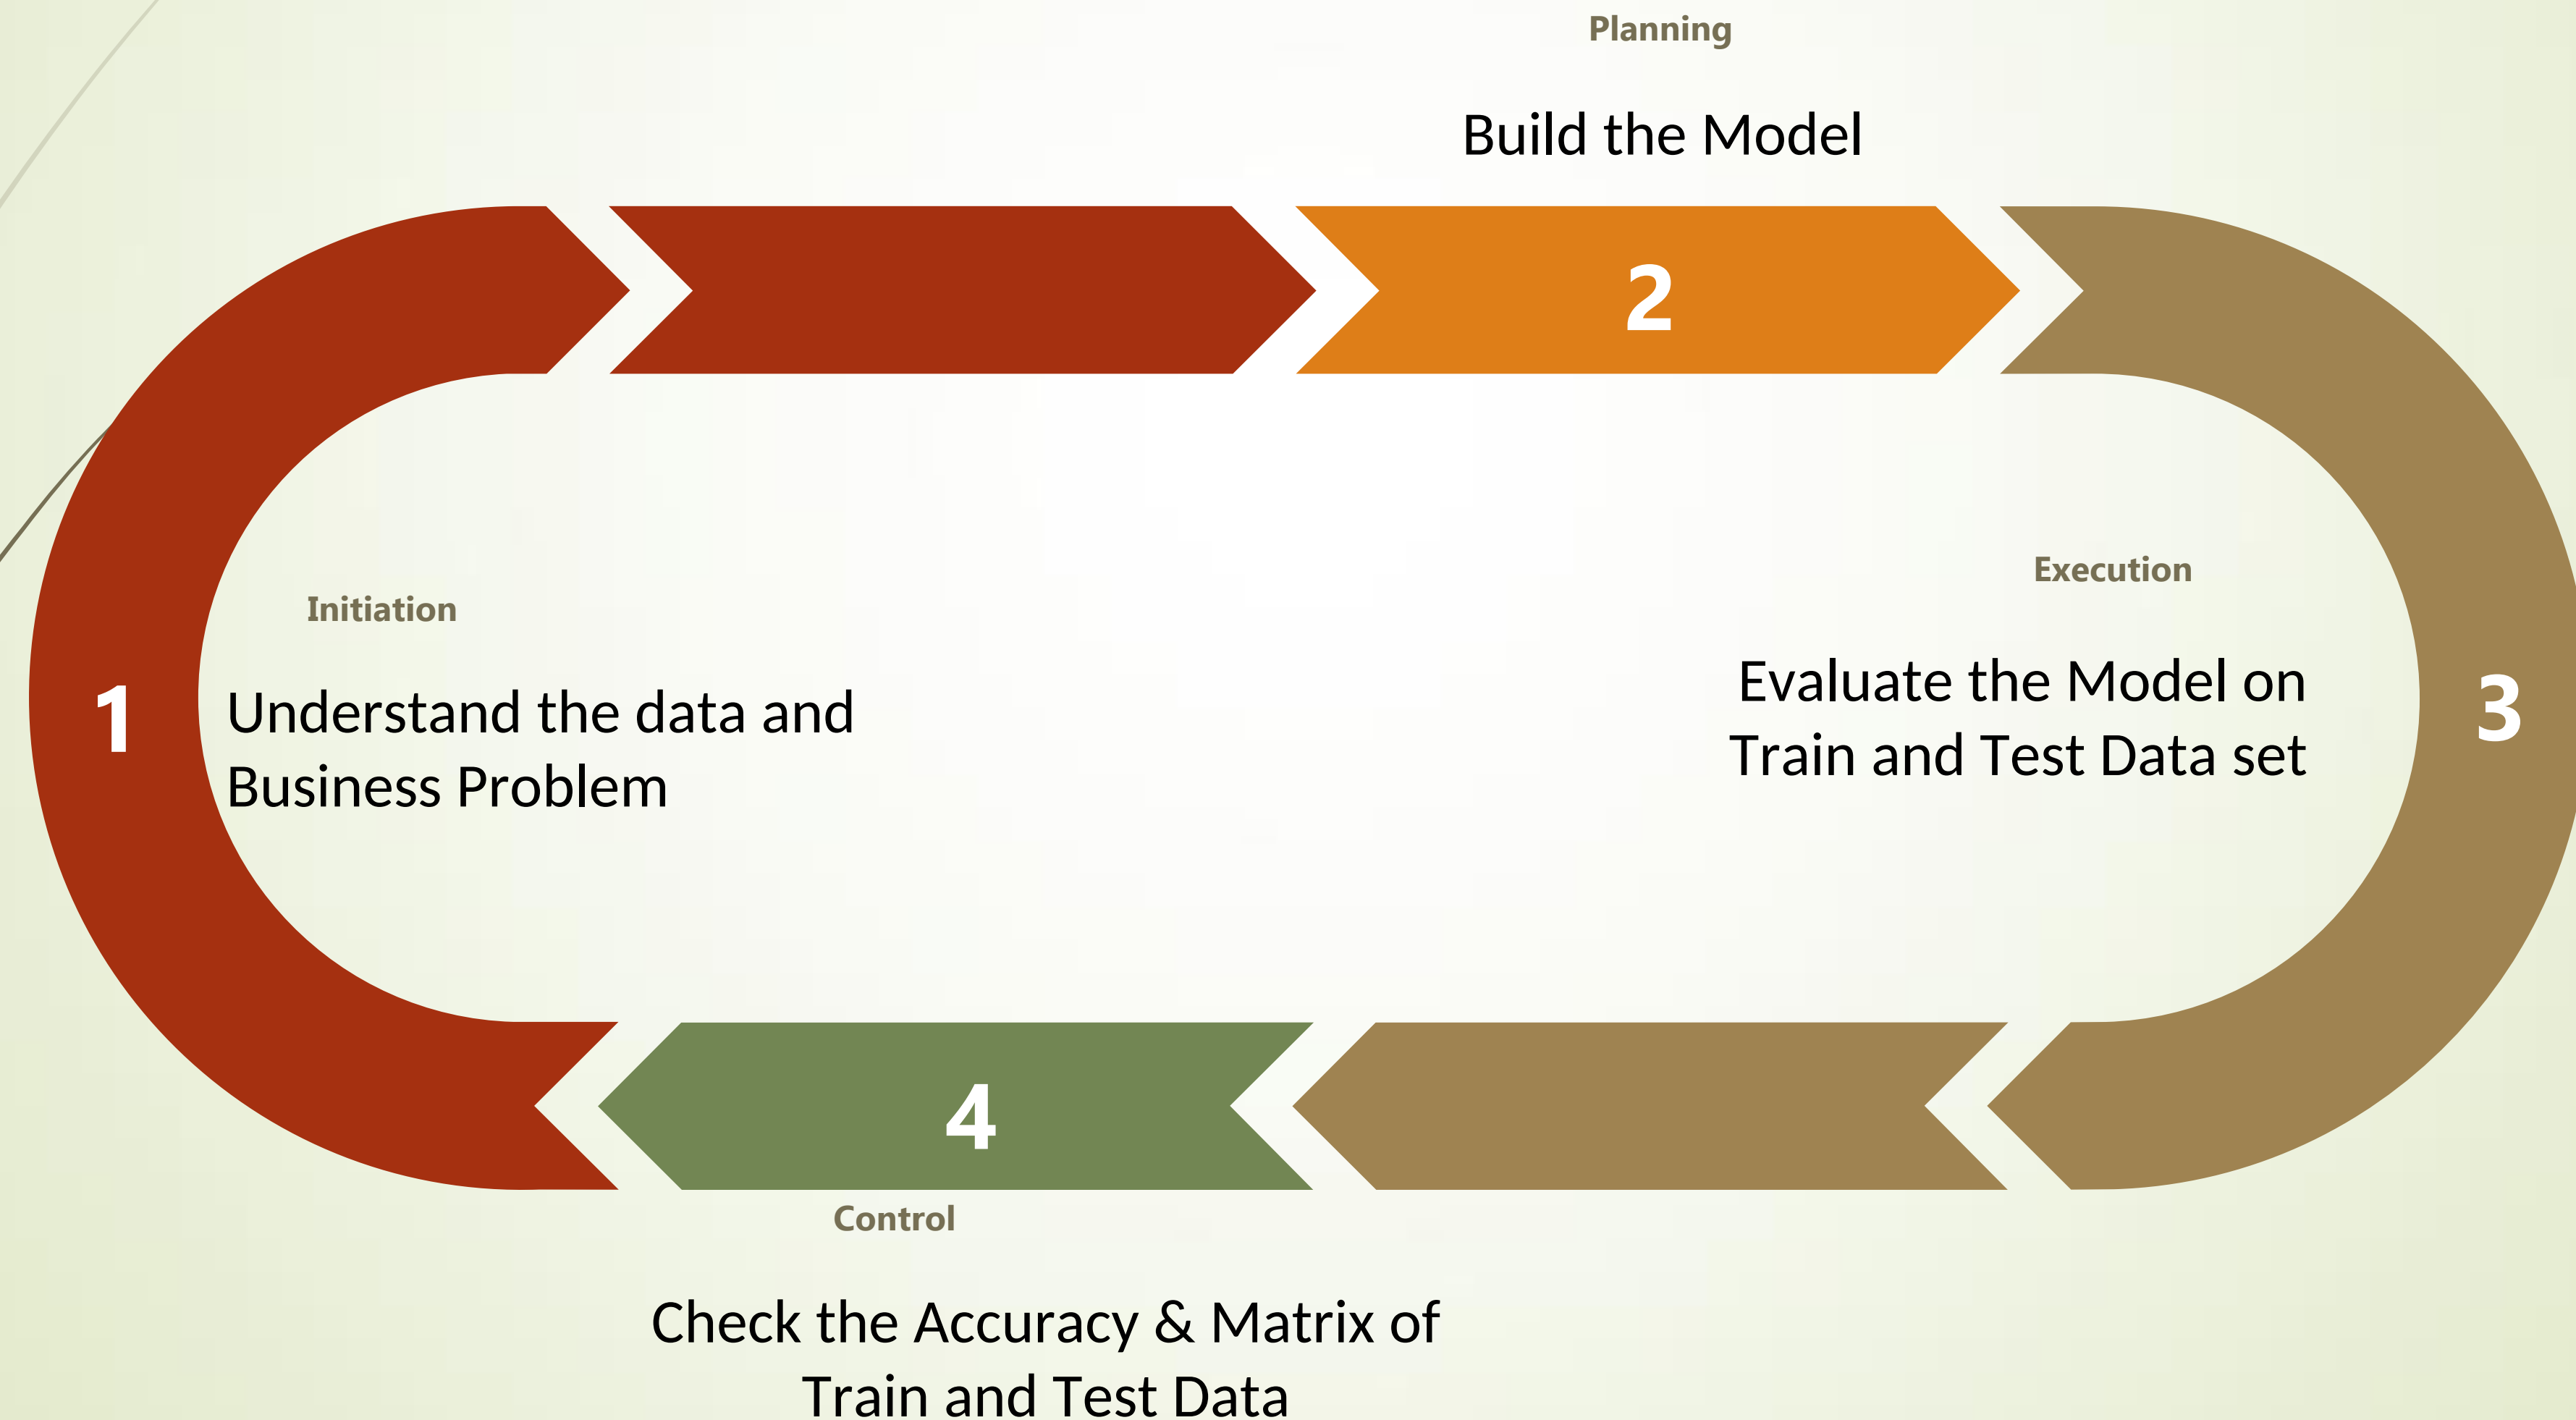 Planning
Build the Model
2
Initiation
1
Understand the data and
Business Problem
Execution
Evaluate the Model on
Train and Test Data set
3
4
Control
Check the Accuracy & Matrix of
Train and Test Data